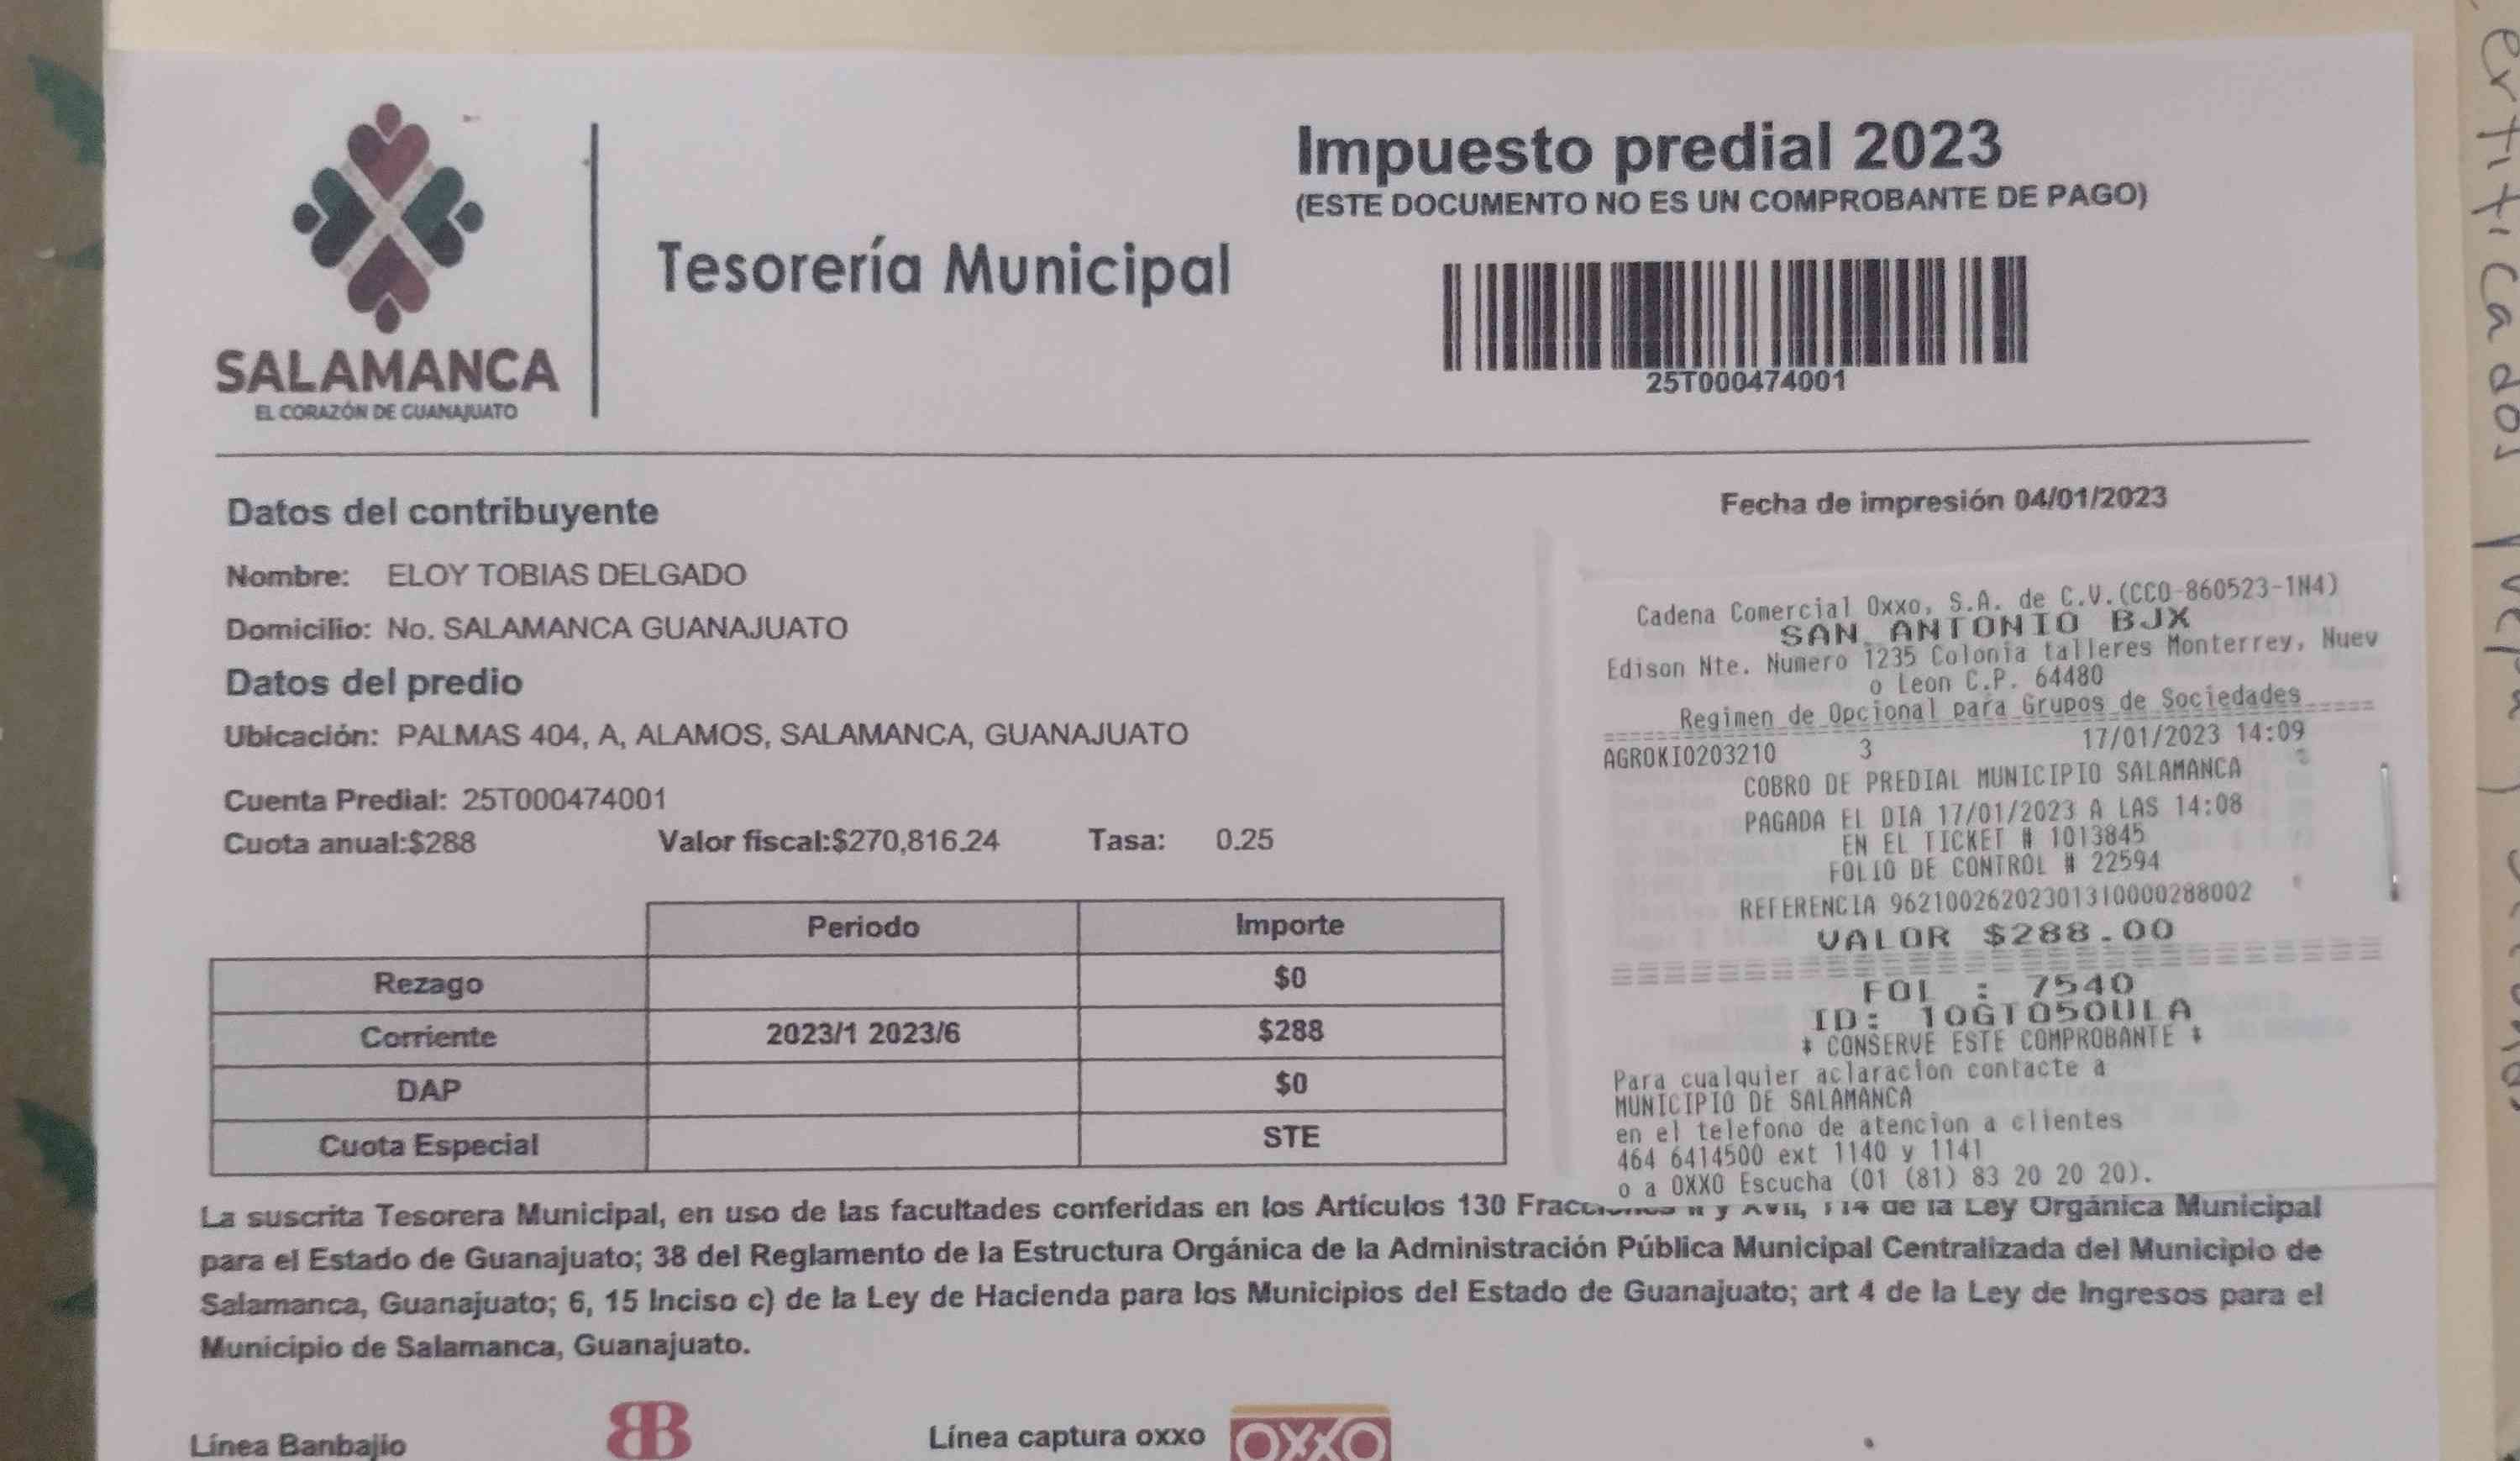 Impuesto predial 2023
(ESTE DOCUMENTO NO ES UN COMPROBANTE DE PAGO)
Tesorería Municipal
25T000474001
SALAMANCA
EL CORAZÓN DE GUANAJUATO
Fecha de impresión 04/01/2023
Datos del contribuyente
Nombre: ELOY TOBIAS DELGADO
Domicilio: No. SALAMANCA GUANAJUATO
Datos del predio
Ubicación: PALMAS 404, A, ALAMOS, SALAMANCA, GUANAJUATO
Cuenta Predial: 25T000474001
Cuota anual:$288 Valor fiscal:$270,816.24 Tasa: 0.25
Periodo Importe
Rezago $0
Corriente 2023/1 2023/6 $288
DAP $0
Cuota Especial STE
Cadena Comercial Oxxo, S.A. de C.V.(CCO-860523-1N4)
SAN ANTONIO BJX
Edison Nte. Numero 1235 Colonia talleres Monterrey, Nuev
o Leon C.P. 64480
Regimen de Opcional para Grupos de Sociedades
AGROKI0203210 3 17/01/2023 14:09
COBRO DE PREDIAL MUNICIPIO SALAMANCA
PAGADA EL DIA 17/01/2023 A LAS 14:08
EN EL TICKET # 1013845
FOLIO DE CONTROL # 22594
REFERENCIA 96210026202301310000288002
VALOR $288.00
FOL : 7540
ID: 10GTO50ULA
* CONSERVE ESTE COMPROBANTE *
Para cualquier aclaracion contacte a
MUNICIPIO DE SALAMANCA
en el telefono de atencion a clientes
464 6414500 ext 1140 y 1141
o a OXXO Escucha (01 (81) 83 20 20 20).
La suscrita Tesorera Municipal, en uso de las facultades conferidas en los Artículos 130 y de la Ley Orgánica Municipal
para el Estado de Guanajuato; 38 del Reglamento de la Estructura Orgánica de la Administración Pública Municipal Centralizada del Municipio de
Salamanca, Guanajuato; 6, 15 Inciso c) de la Ley de Hacienda para los Municipios del Estado de Guanajuato; art 4 de la Ley de Ingresos para el
Municipio de Salamanca, Guanajuato.
Línea Banbajio BB Línea captura oxxo OXXO